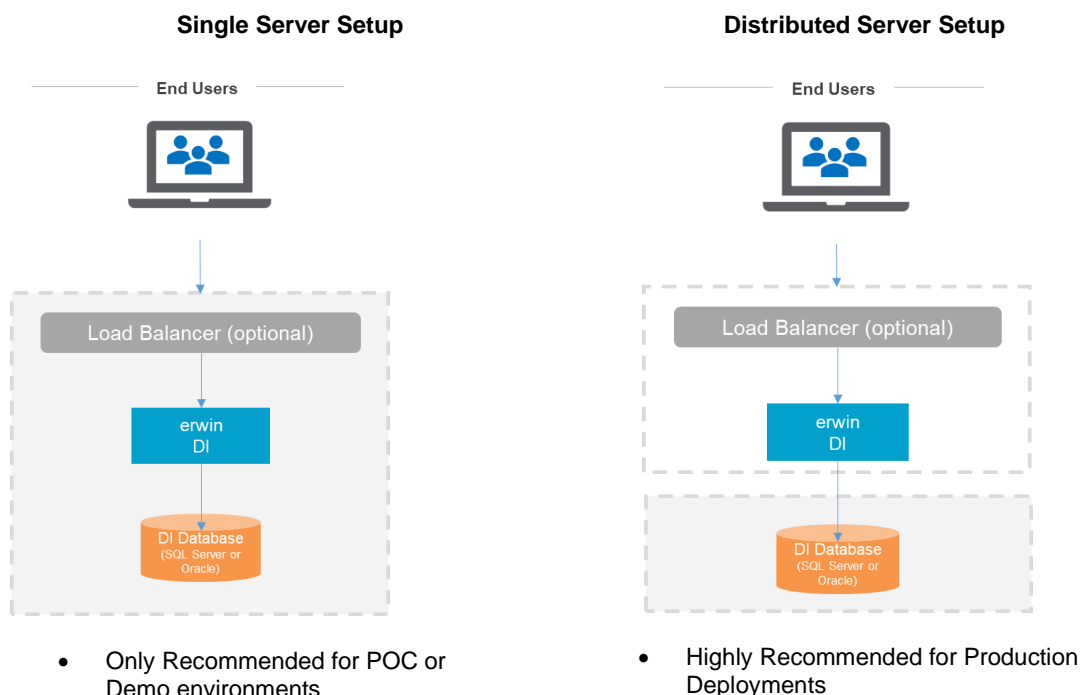 Single Server Setup
End Users
Load Balancer (optional)
erwin
DI
DI Database
(SQL Server or
Oracle)
• Only Recommended for POC or
Demo environments
Distributed Server Setup
End Users
Load Balancer (optional)
erwin
DI
DI Database
(SQL Server or
Oracle)
• Highly Recommended for Production
Deployments